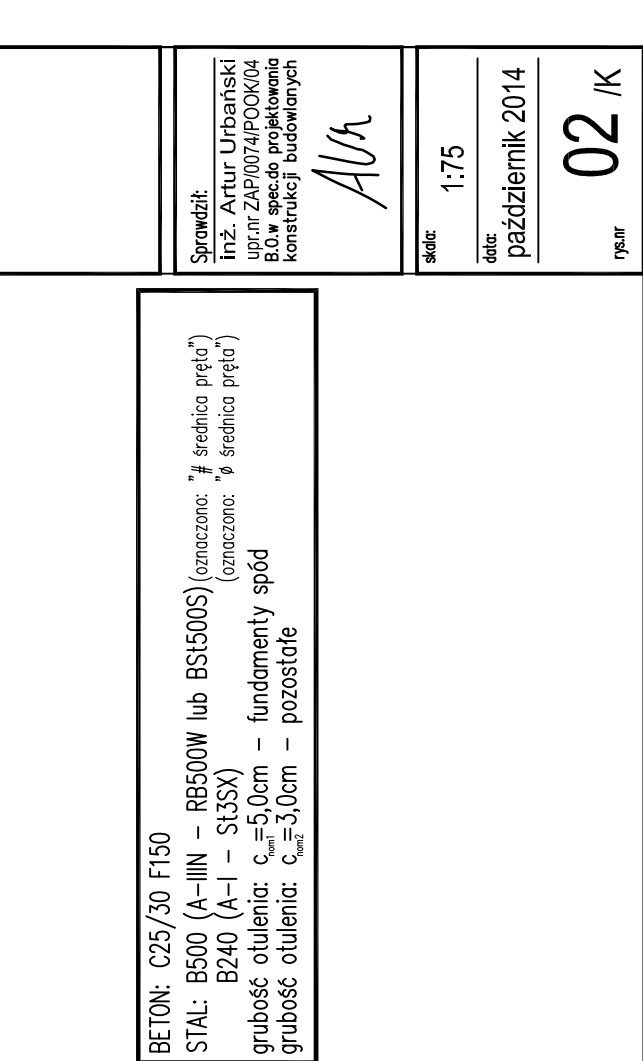 BETON: C25/30 F150
STAL: B500 (A-IIIN - RB500W lub BSt500S) (oznaczono: "# średnica pręta")
B240 (A-I - St3SX) (oznaczono: "ø średnica pręta")
grubość otulenia: c_nom1=5,0cm - fundamenty spód
grubość otulenia: c_nom2=3,0cm - pozostałe
Sprawdził:
inż. Artur Urbański
upr.nr ZAP/0074/POOK/04
B.O.w spec.do projektowania
konstrukcji budowlanych
skala:
1:75
data:
październik 2014
rys.nr 02 /K